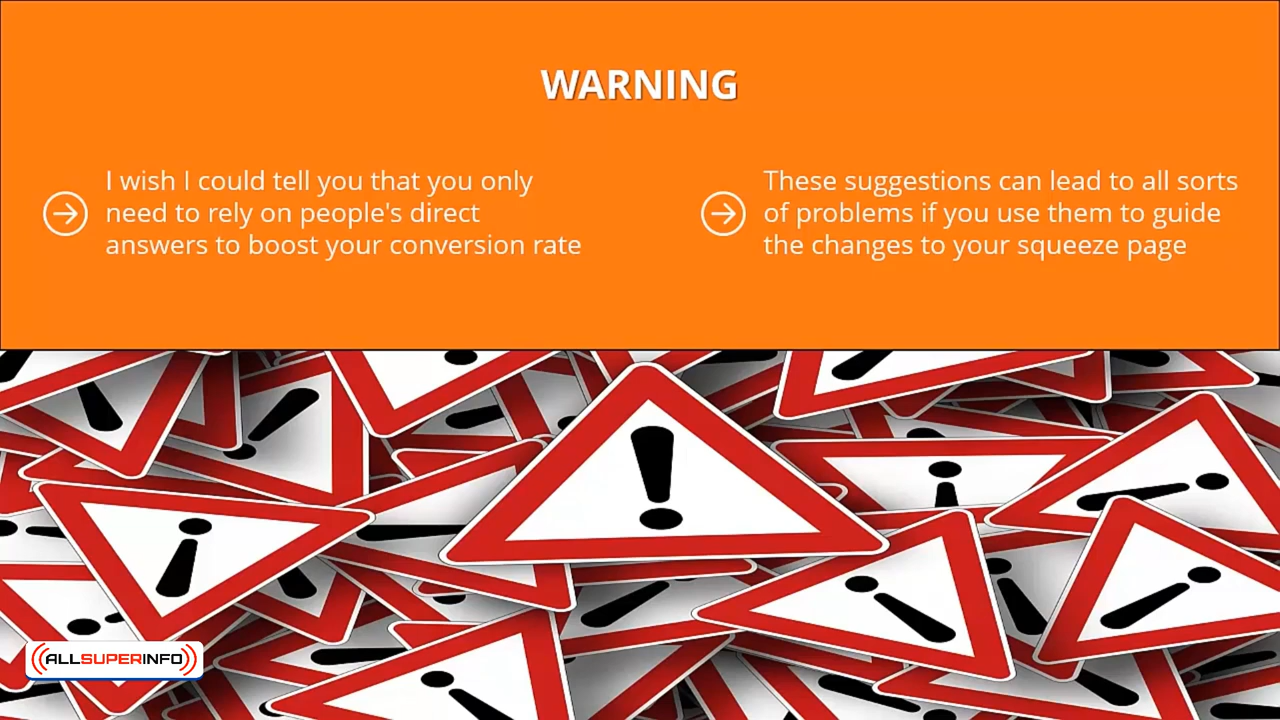 WARNING
I wish I could tell you that you only
need to rely on people's direct
answers to boost your conversion rate
These suggestions can lead to all sorts
of problems if you use them to guide
the changes to your squeeze page
ALLSUPERINFO